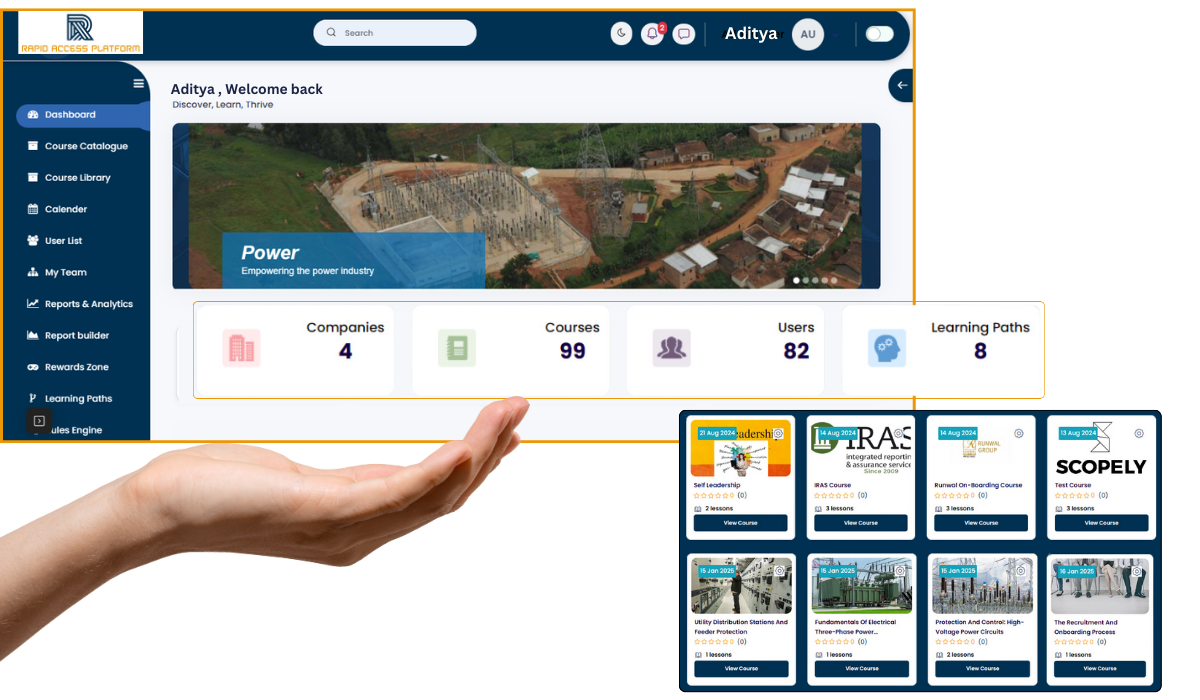 RAPID ACCESS PLATFORM
Search
2
Aditya
AU
Aditya , Welcome back
Discover, Learn, Thrive
Dashboard
Course Catalogue
Course Library
Calender
User List
My Team
Reports & Analytics
Report builder
Rewards Zone
Learning Paths
ules Engine
Power
Empowering the power industry
Companies
4
Courses
99
Users
82
Learning Paths
8
21 Aug 2024
adership
Self Leadership
(0)
2 lessons
View Course
14 Aug 2024
IRAS
integrated reportin
& assurance service
Since 2009
IRAS Course
(0)
3 lessons
View Course
14 Aug 2024
RUNWAL
GROUP
Runwal On-Boarding Course
(0)
3 lessons
View Course
13 Aug 2024
SCOPELY
Test Course
(0)
3 lessons
View Course
15 Jan 2025
Utility Distribution Stations And
Feeder Protection
(0)
1 lessons
View Course
15 Jan 2025
Fundamentals Of Electrical
Three-Phase Power...
(0)
1 lessons
View Course
15 Jan 2025
Protection And Control: High-
Voltage Power Circuits
(0)
2 lessons
View Course
16 Jan 2025
The Recruitment And
Onboarding Process
(0)
1 lessons
View Course